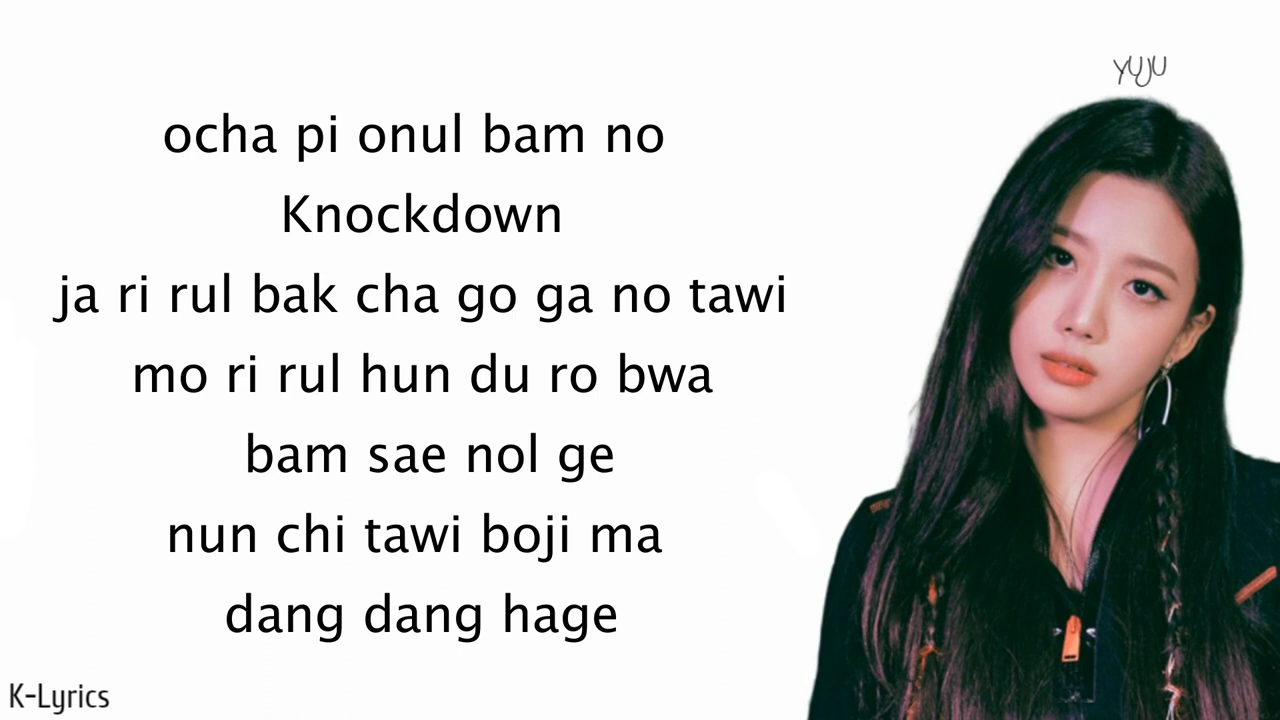 YUJU
ocha pi onul bam no
Knockdown
ja ri rul bak cha go ga no tawi
mo ri rul hun du ro bwa
bam sae nol ge
nun chi tawi boji ma
dang dang hage
K-Lyrics